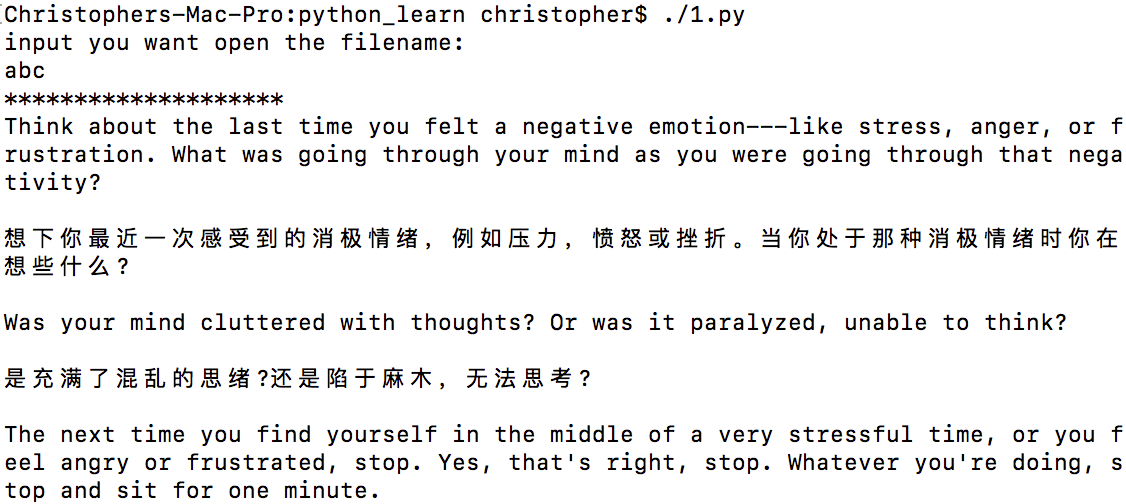 Christophers-Mac-Pro:python_learn christopher$ ./1.py
input you want open the filename:
abc
********************
Think about the last time you felt a negative emotion---like stress, anger, or f
rustration. What was going through your mind as you were going through that nega
tivity?
想下你最近一次感受到的消极情绪，例如压力，愤怒或挫折。当你处于那种消极情绪时你在
想些什么?
Was your mind cluttered with thoughts? Or was it paralyzed, unable to think?
是充满了混乱的思绪?还是陷于麻木，无法思考?
The next time you find yourself in the middle of a very stressful time, or you f
eel angry or frustrated, stop. Yes, that's right, stop. Whatever you're doing, s
top and sit for one minute.